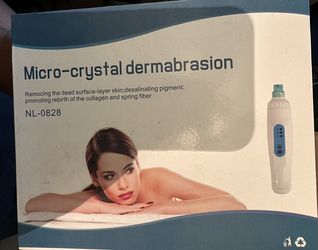 Micro-crystal dermabrasion
Remocing the dead surface-layer skin;desalinating pigment;
promoting rebirth of the collagen and spring fiber
NL-0828